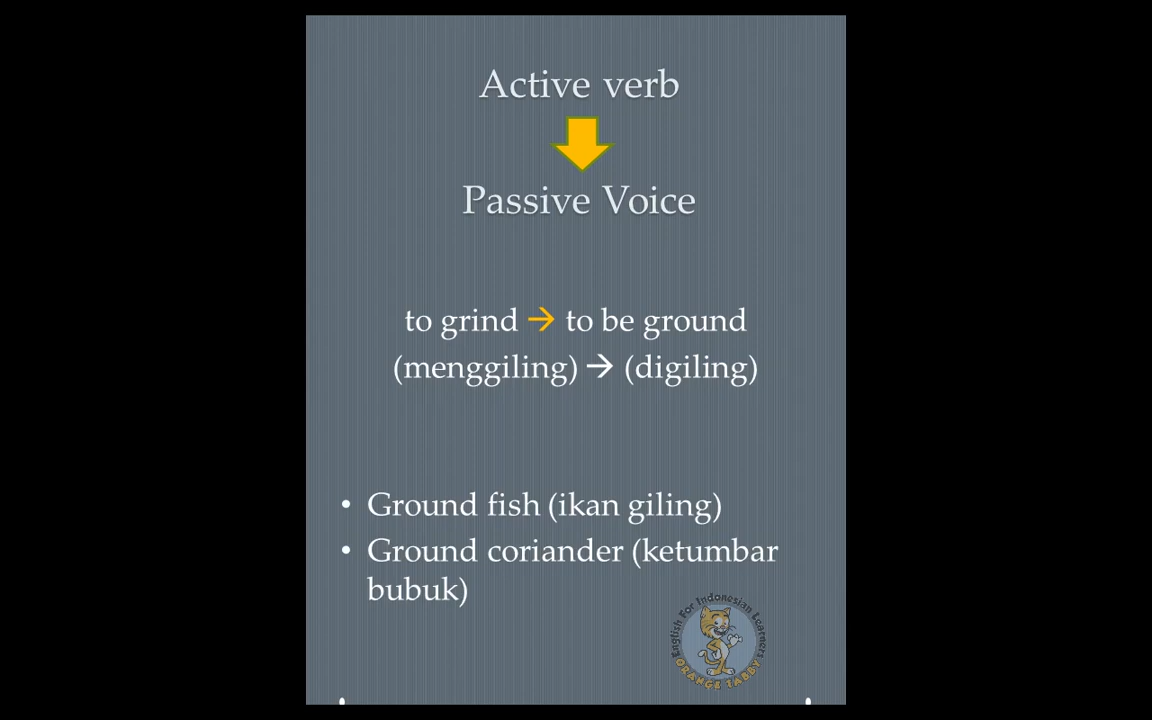 Active verb
Passive Voice
to grind → to be ground
(menggiling) → (digiling)
• Ground fish (ikan giling)
• Ground coriander (ketumbar
bubuk)
English For Indonesian Learners
ORANGE TABBY